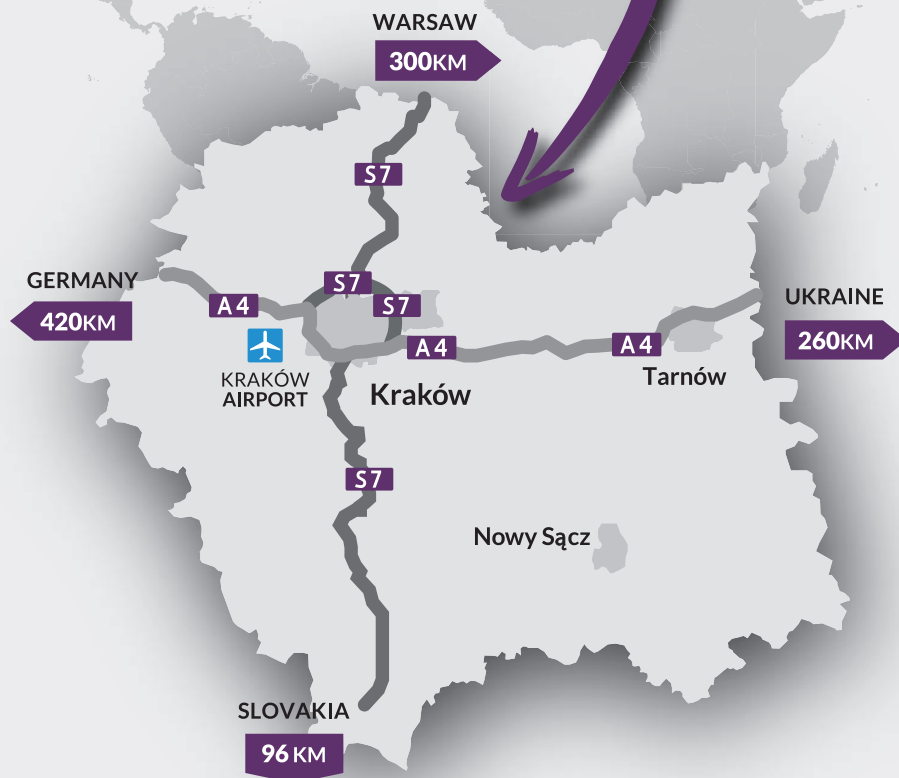 WARSAW
300KM
S7
GERMANY
420KM
A4
S7
S7
UKRAINE
260KM
KRAKÓW
AIRPORT
A4
A4
Kraków
Tarnów
S7
Nowy Sącz
SLOVAKIA
96 KM